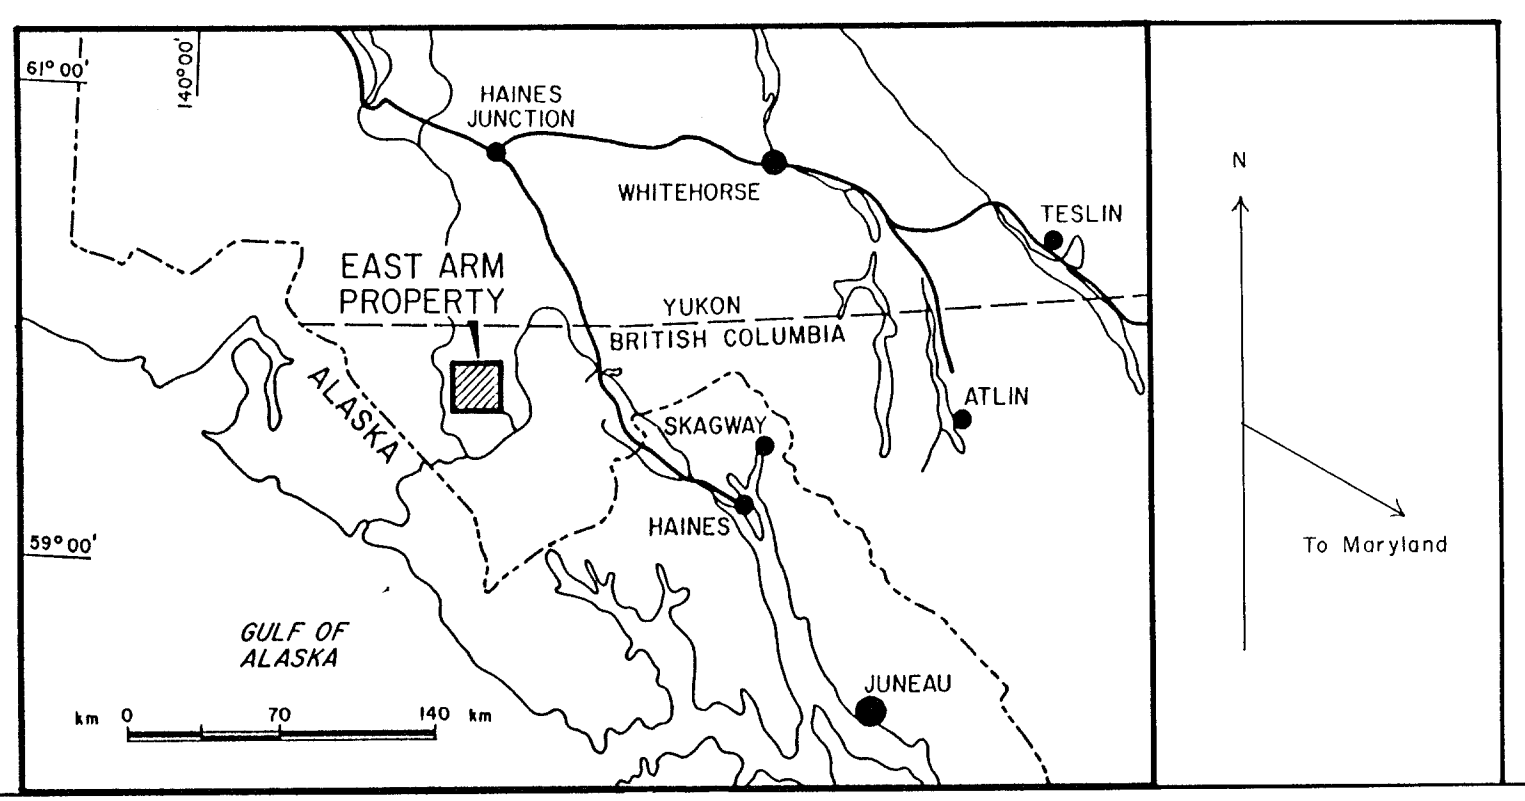 61° 00'
140° 00'
HAINES
JUNCTION
WHITEHORSE
TESLIN
N
EAST ARM
PROPERTY
YUKON
BRITISH COLUMBIA
ALASKA
ATLIN
SKAGWAY
HAINES
59° 00'
To Maryland
GULF OF
ALASKA
JUNEAU
km 0 70 140 km